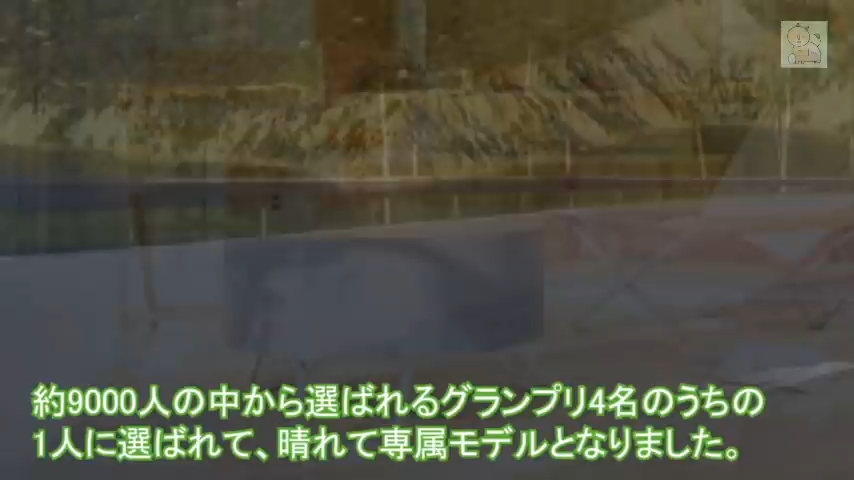 約9000人の中から選ばれるグランプリ4名のうちの
1人に選ばれて、晴れて専属モデルとなりました。